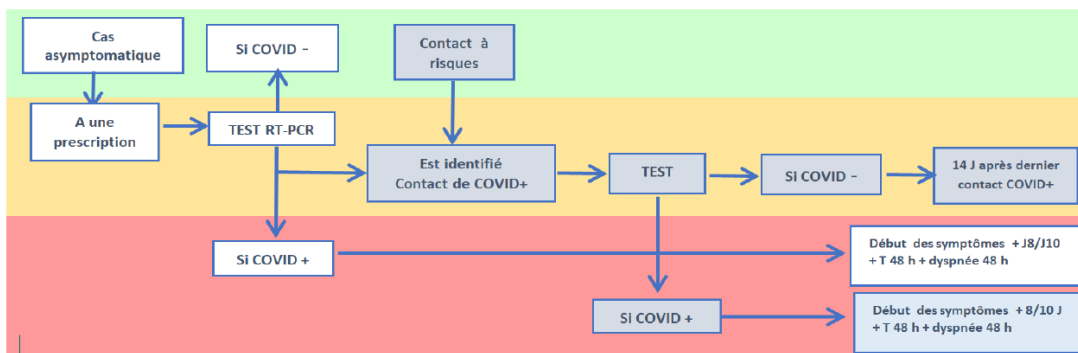 Cas
asymptomatique
SI COVID –
Contact à
risques
A une
prescription
TEST RT-PCR
Est identifié
Contact de COVID+
TEST
SI COVID –
14 J après dernier
contact COVID+
Si COVID +
Début des symptômes + J8/J10
+ T 48 h + dyspnée 48 h
Si COVID +
Début des symptômes + 8/10 J
+ T 48 h + dyspnée 48 h